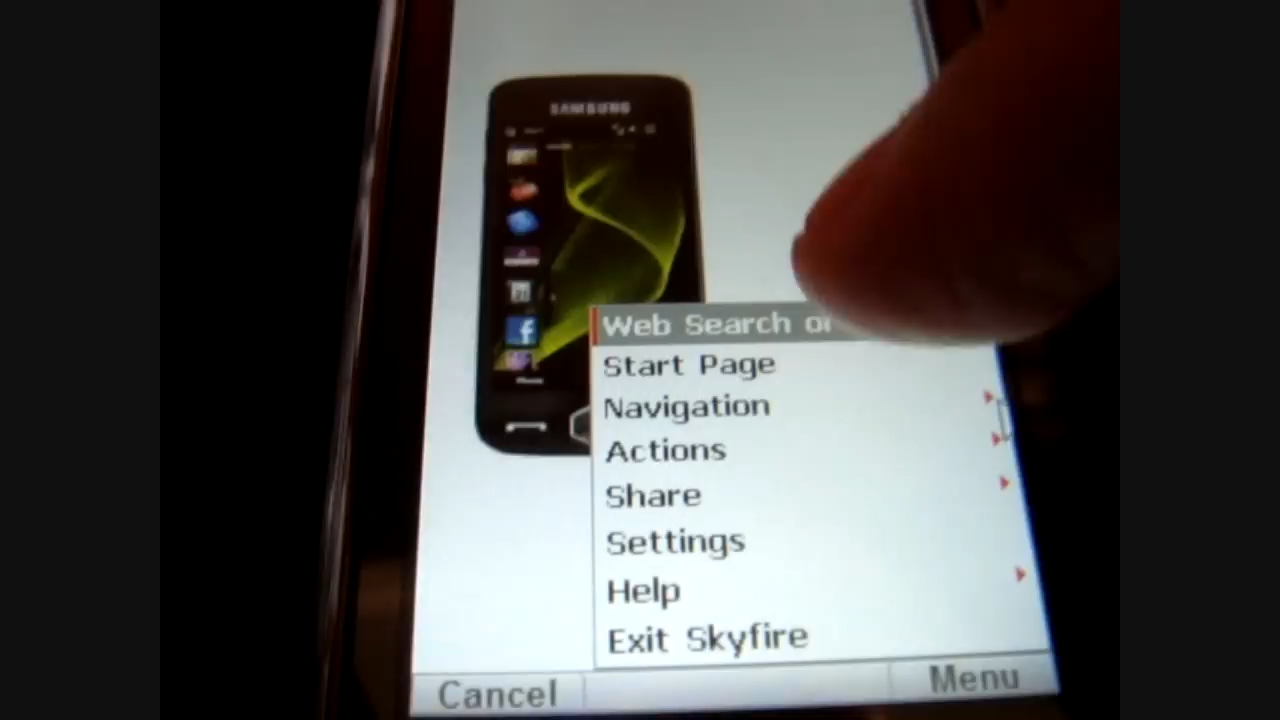 SAMSUNG
Web Search or
Start Page
Navigation
Actions
Share
Settings
Help
Exit Skyfire
Cancel
Menu